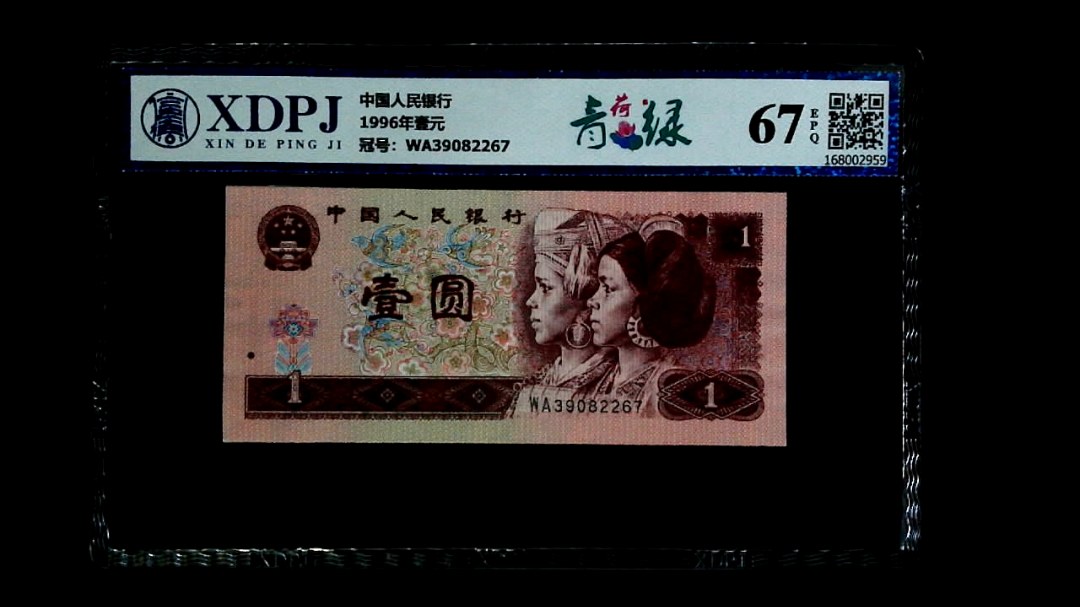 XDPJ
XIN DE PING JI
中国人民银行
1996年壹元
冠号：WA39082267
青荷绿
67
EPQ
168002959
中国人民银行
1
壹圆
1
WA39082267
1